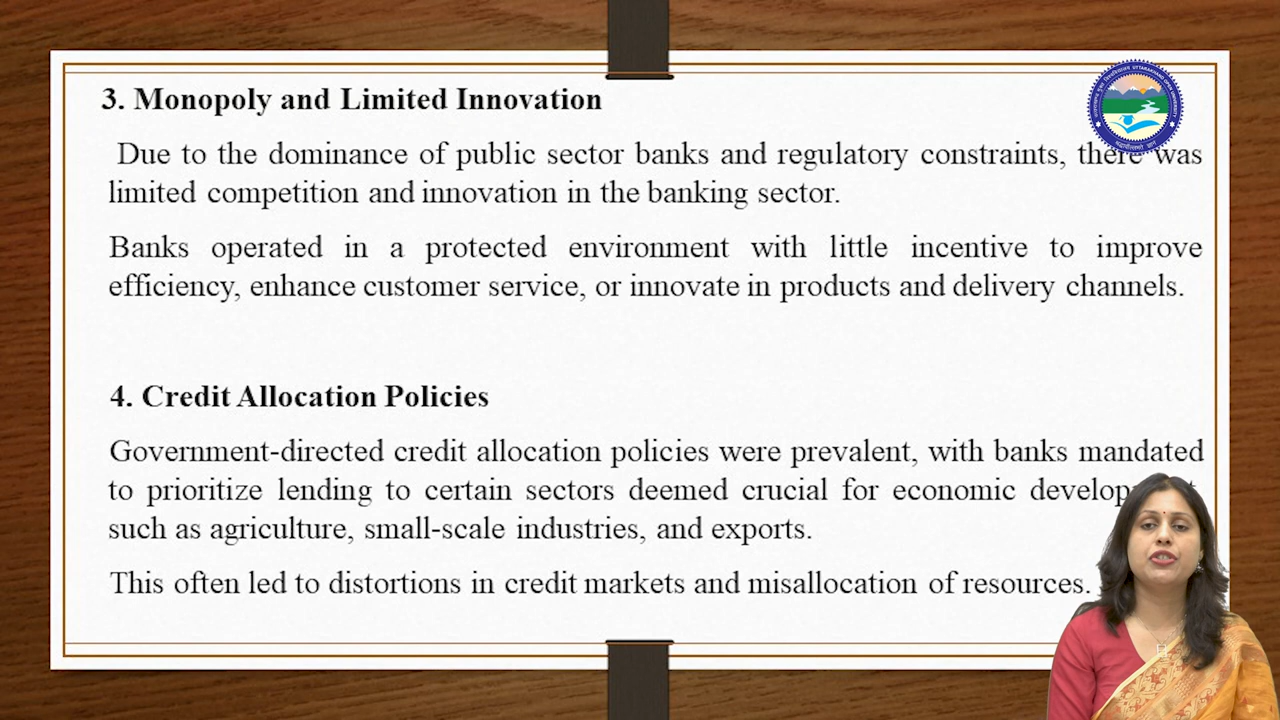 3. Monopoly and Limited Innovation
Due to the dominance of public sector banks and regulatory constraints, there was
limited competition and innovation in the banking sector.
Banks operated in a protected environment with little incentive to improve
efficiency, enhance customer service, or innovate in products and delivery channels.
4. Credit Allocation Policies
Government-directed credit allocation policies were prevalent, with banks mandated
to prioritize lending to certain sectors deemed crucial for economic
such as agriculture, small-scale industries, and exports.
This often led to distortions in credit markets and misallocation of resources.